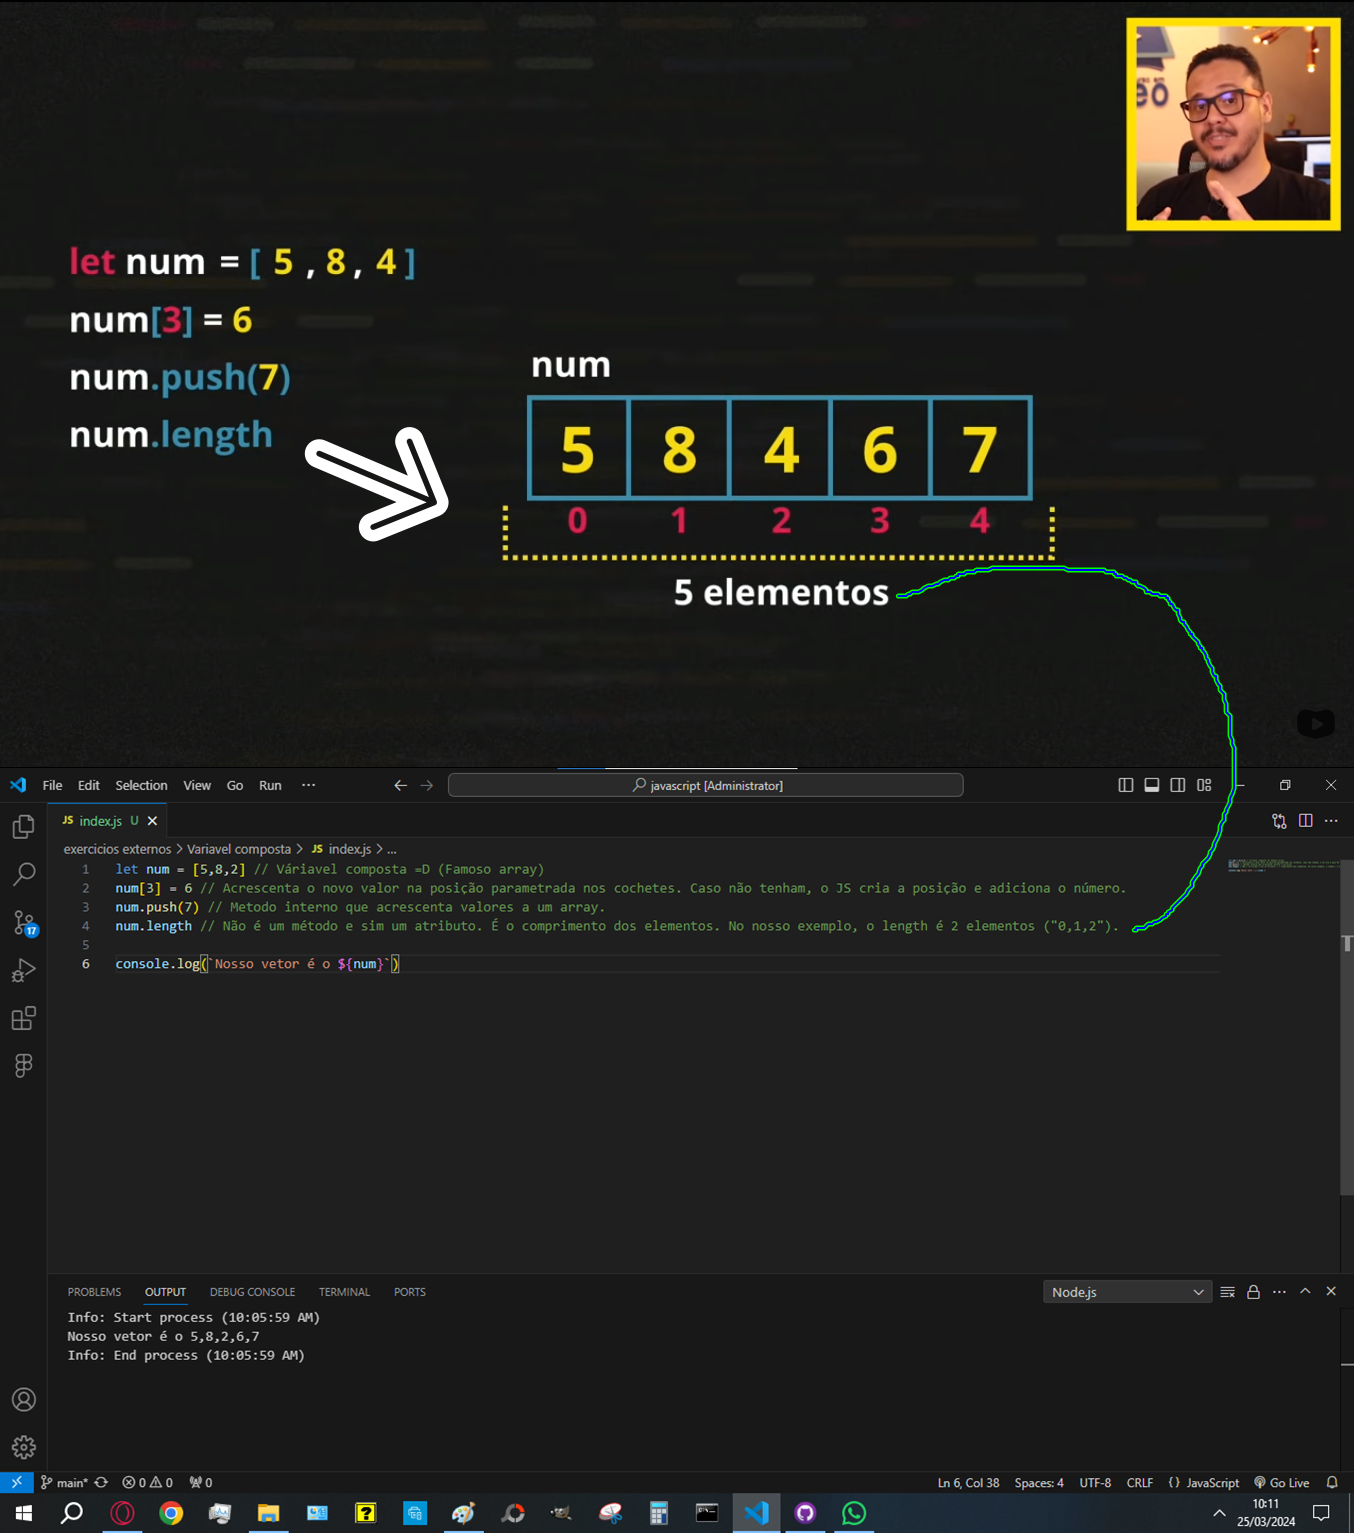 eo
let num = [ 5 , 8 , 4 ]
num[3] = 6
num.push(7)
num.length
num
5 8 4 6 7
0 1 2 3 4
5 elementos
File Edit Selection View Go Run ... javascript [Administrator]
JS index.js U
exercicios externos > Variavel composta > JS index.js > ...
1 let num = [5,8,2] // Váriavel composta =D (Famoso array)
2 num[3] = 6 // Acrescenta o novo valor na posição parametrada nos cochetes. Caso não tenham, o JS cria a posição e adiciona o número.
3 num.push(7) // Metodo interno que acrescenta valores a um array.
4 num.length // Não é um método e sim um atributo. É o comprimento dos elementos. No nosso exemplo, o length é 2 elementos ("0,1,2").
5
6 console.log(`Nosso vetor é o ${num}`)
17
PROBLEMS OUTPUT DEBUG CONSOLE TERMINAL PORTS Node.js
Info: Start process (10:05:59 AM)
Nosso vetor é o 5,8,2,6,7
Info: End process (10:05:59 AM)
main* 0 0 0 Ln 6, Col 38 Spaces: 4 UTF-8 CRLF {} JavaScript Go Live
10:11
25/03/2024